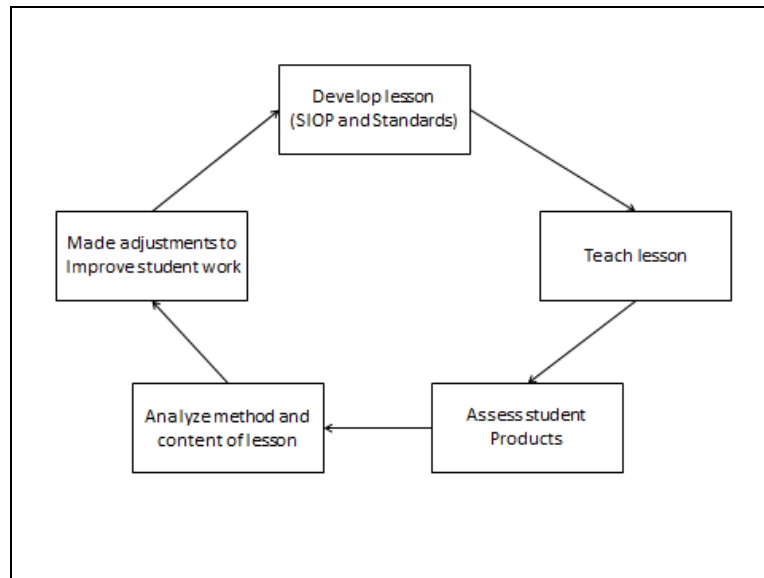 Develop lesson
(SIOP and Standards)
Teach lesson
Assess student
Products
Analyze method and
content of lesson
Made adjustments to
Improve student work